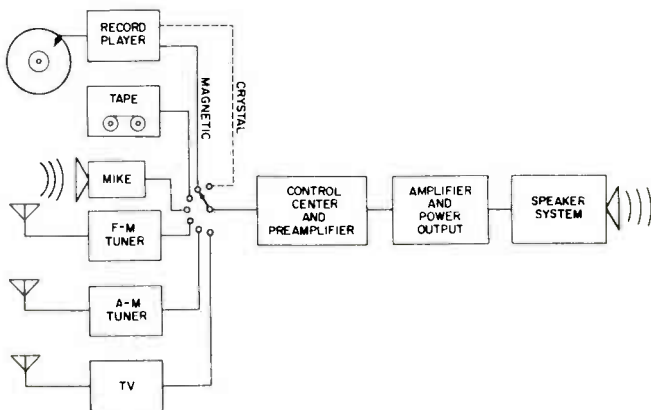 RECORD
PLAYER
TAPE
MAGNETIC
CRYSTAL
MIKE
F-M
TUNER
A-M
TUNER
TV
CONTROL
CENTER
AND
PREAMPLIFIER
AMPLIFIER
AND
POWER
OUTPUT
SPEAKER
SYSTEM